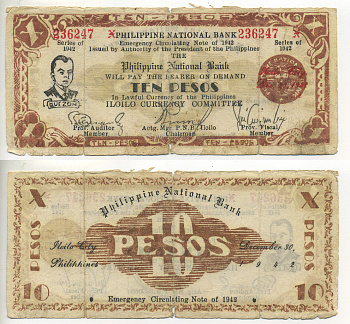 TEN PESOS
236247 X PHILIPPINE NATIONAL BANK 236247 X
Series of 1942 Emergency Circulating Note of 1942 Series of 1942
Issued by Authority of the President of the Philippines
THE
Philippine National Bank
WILL PAY THE BEARER ON DEMAND
TEN PESOS
In Lawful Currency of the Philippines
ILOILO CURRENCY COMMITTEE
QUEZON
Prov. Auditor Member
Actg. Mgr. P.N.B. Iloilo Chairman
Prov. Fiscal Member
TEN-PESOS TEN-PESOS
X Philippine National Bank X
10
PESOS PESOS PESOS
Iloilo City, December 30,
Philippines 1942
10 10
Emergency Circulating Note of 1942